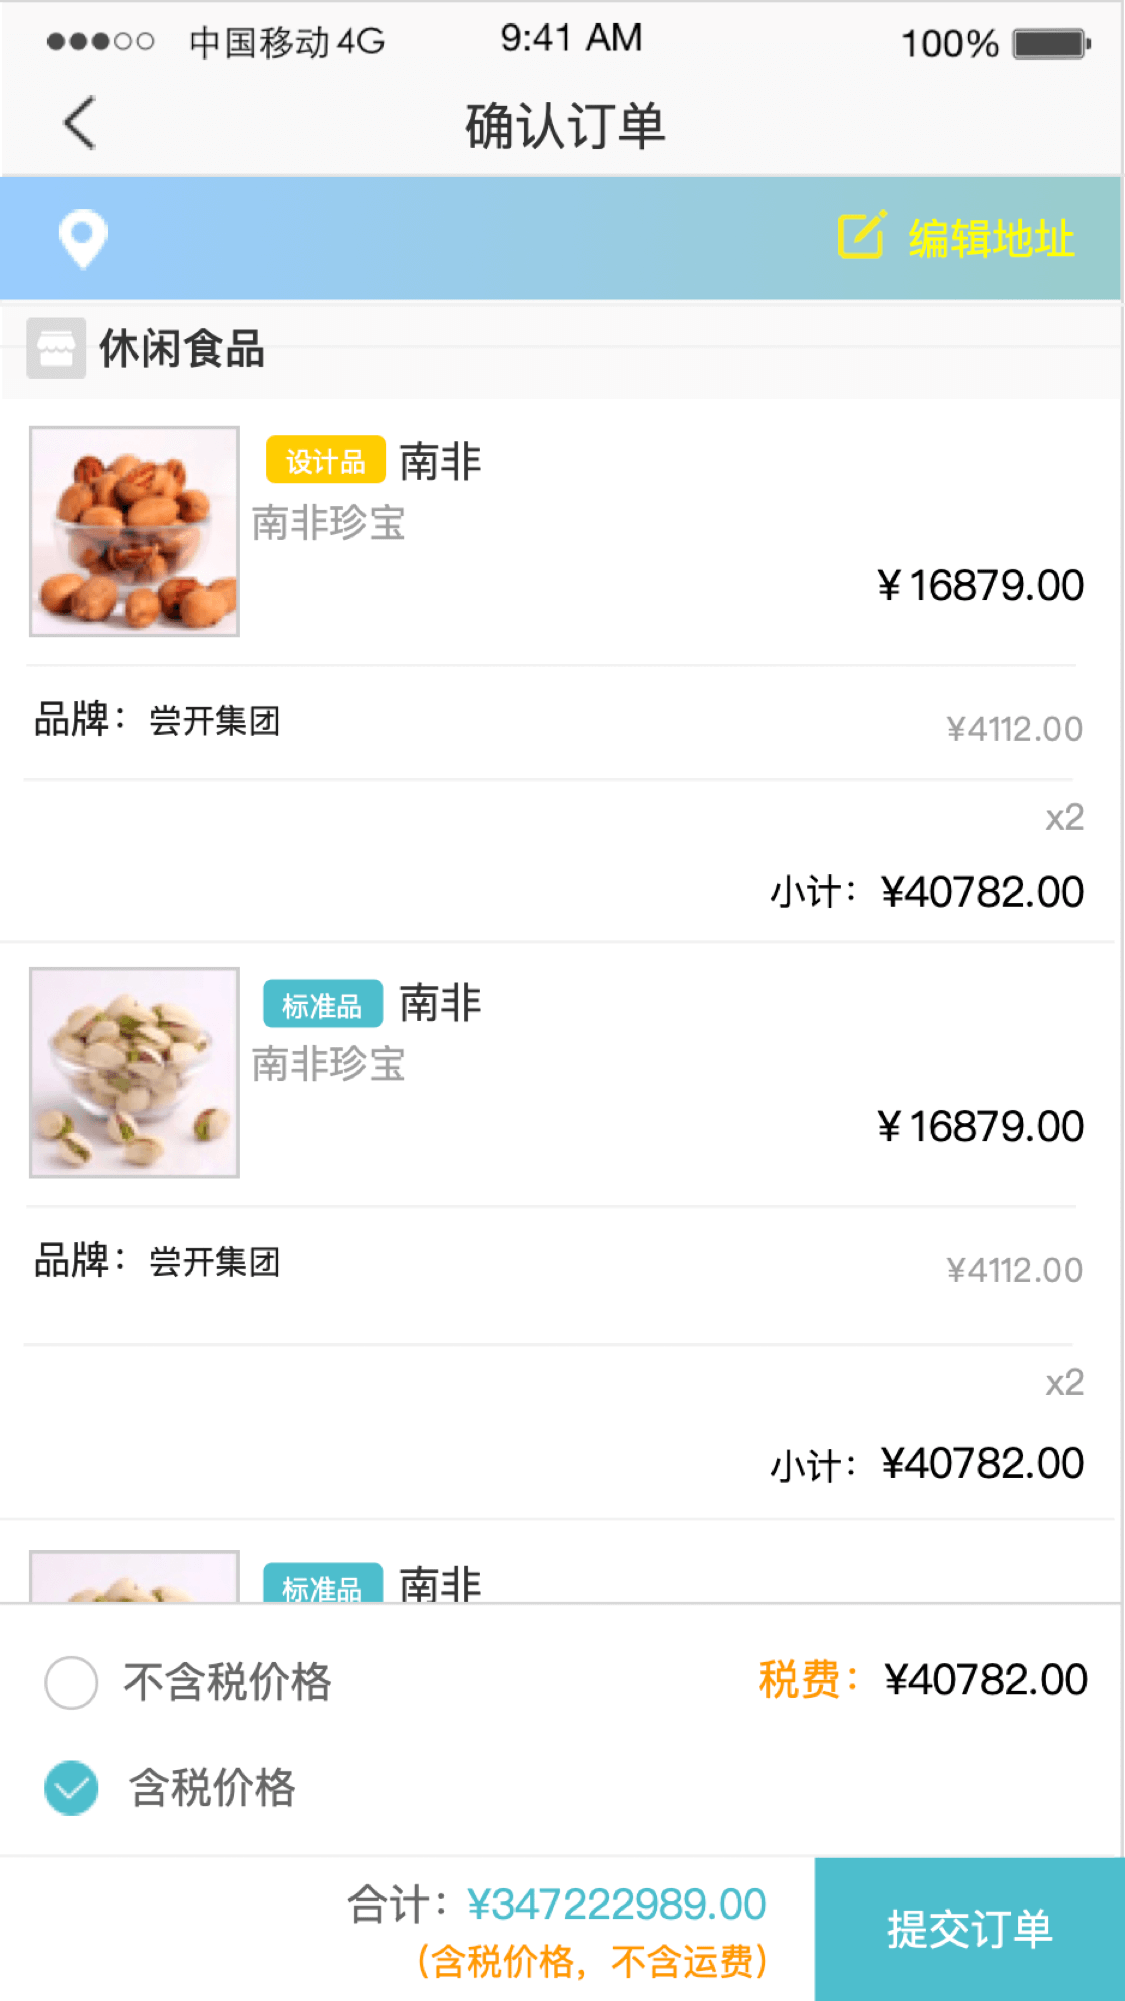 中国移动 4G 9:41 AM 100%
确认订单
编辑地址
休闲食品
设计品 南非
南非珍宝
¥ 16879.00
品牌： 尝开集团 ¥4112.00
x2
小计： ¥40782.00
标准品 南非
南非珍宝
¥ 16879.00
品牌： 尝开集团 ¥4112.00
x2
小计： ¥40782.00
标准品 南非
不含税价格 税费： ¥40782.00
含税价格
合计： ¥347222989.00
（含税价格，不含运费）
提交订单